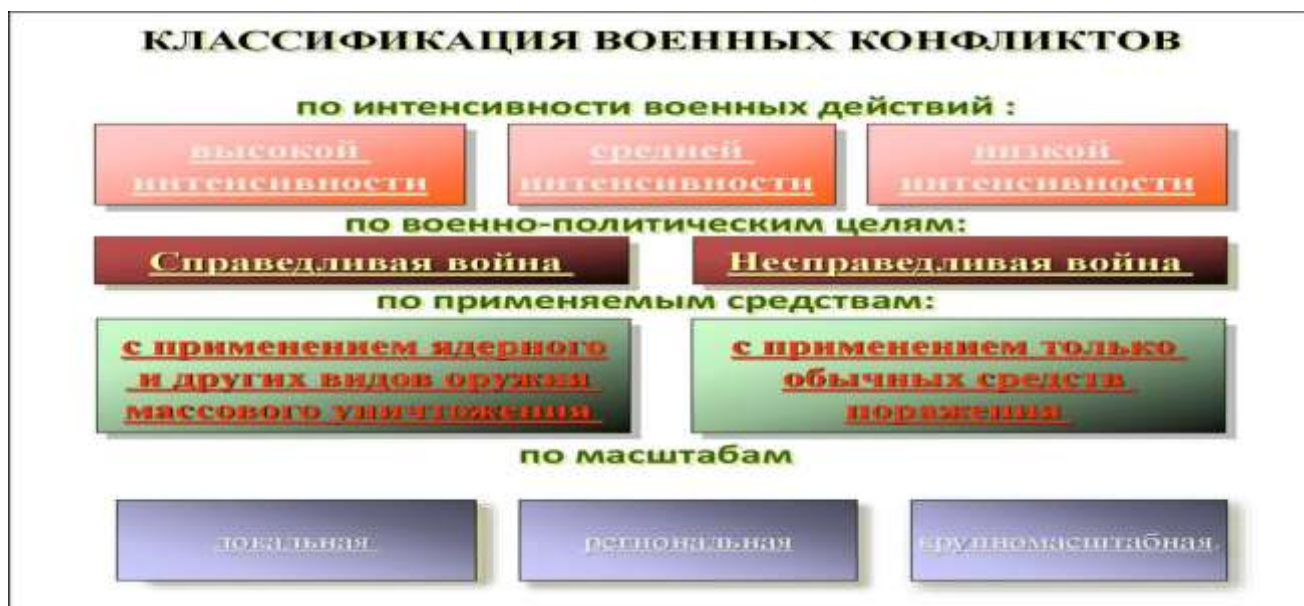 КЛАССИФИКАЦИЯ ВОЕННЫХ КОНФЛИКТОВ
по интенсивности военных действий :
высокой
интенсивности
средней
интенсивности
низкой
интенсивности
по военно-политическим целям:
Справедливая война
Несправедливая война
по применяемым средствам:
с применением ядерного
и других видов оружия
массового уничтожения
с применением только
обычных средств
поражения
по масштабам
локальная
региональная
крупномасштабная.